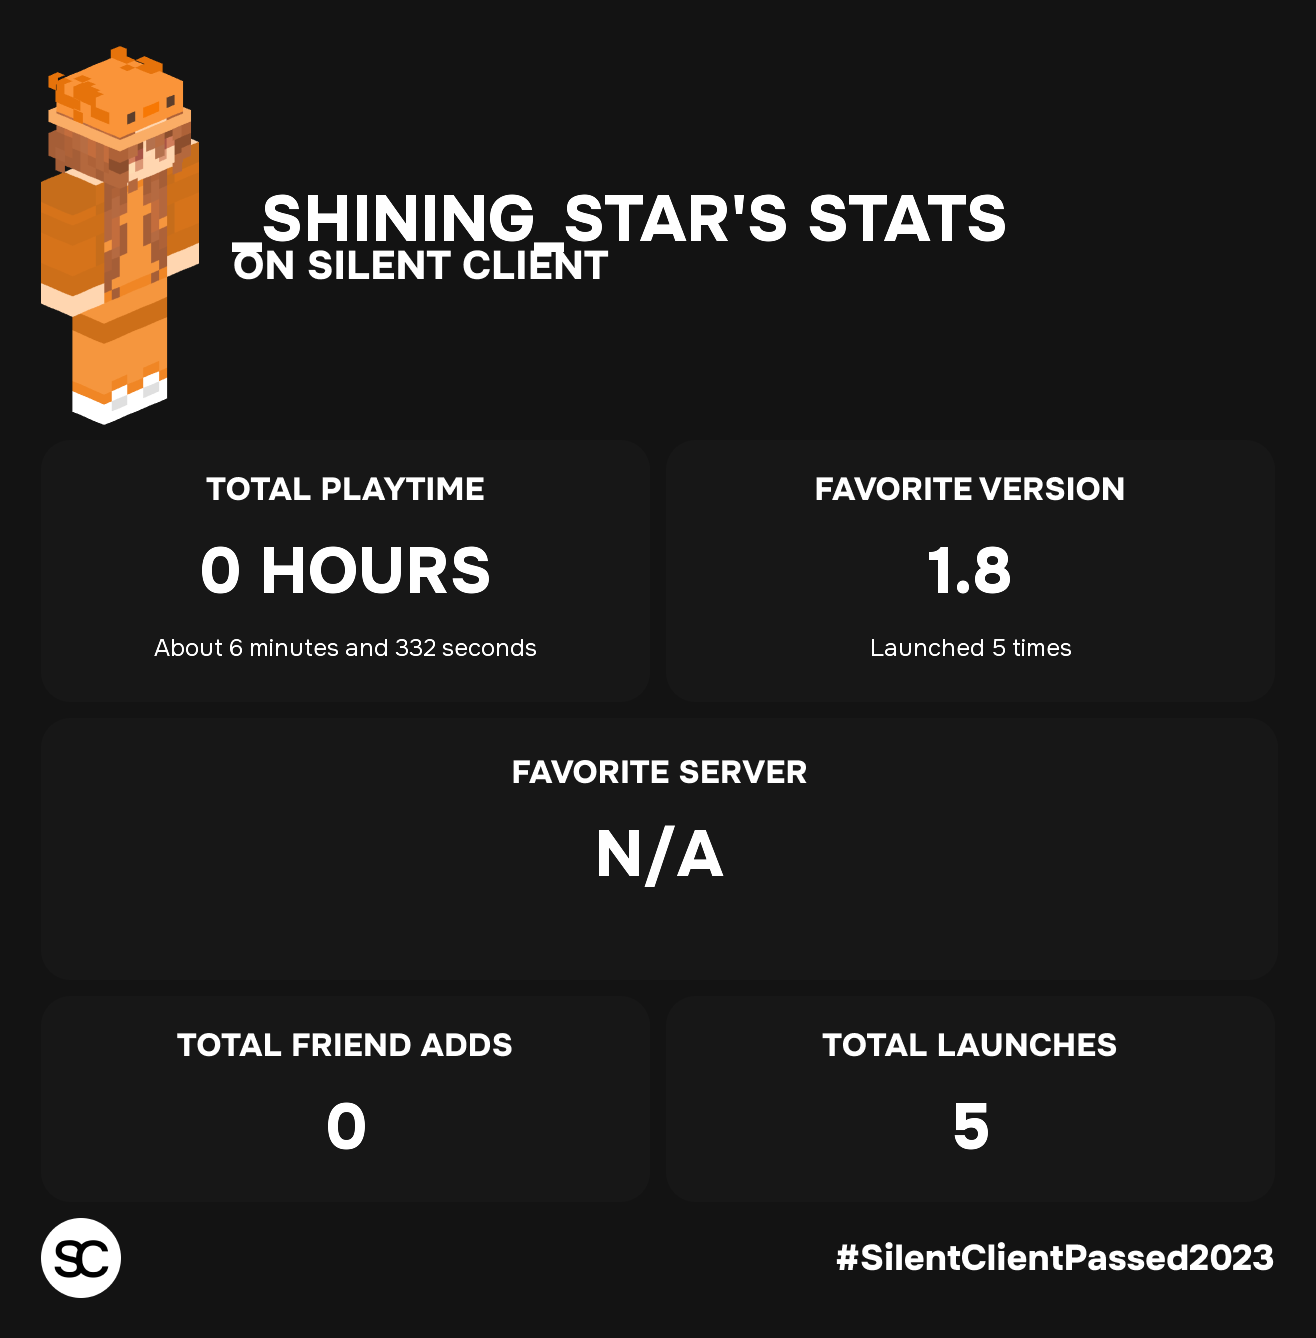 _SHINING_STAR'S STATS
ON SILENT CLIENT
TOTAL PLAYTIME
0 HOURS
About 6 minutes and 332 seconds
FAVORITE VERSION
1.8
Launched 5 times
FAVORITE SERVER
N/A
TOTAL FRIEND ADDS
0
TOTAL LAUNCHES
5
SC
#SilentClientPassed2023